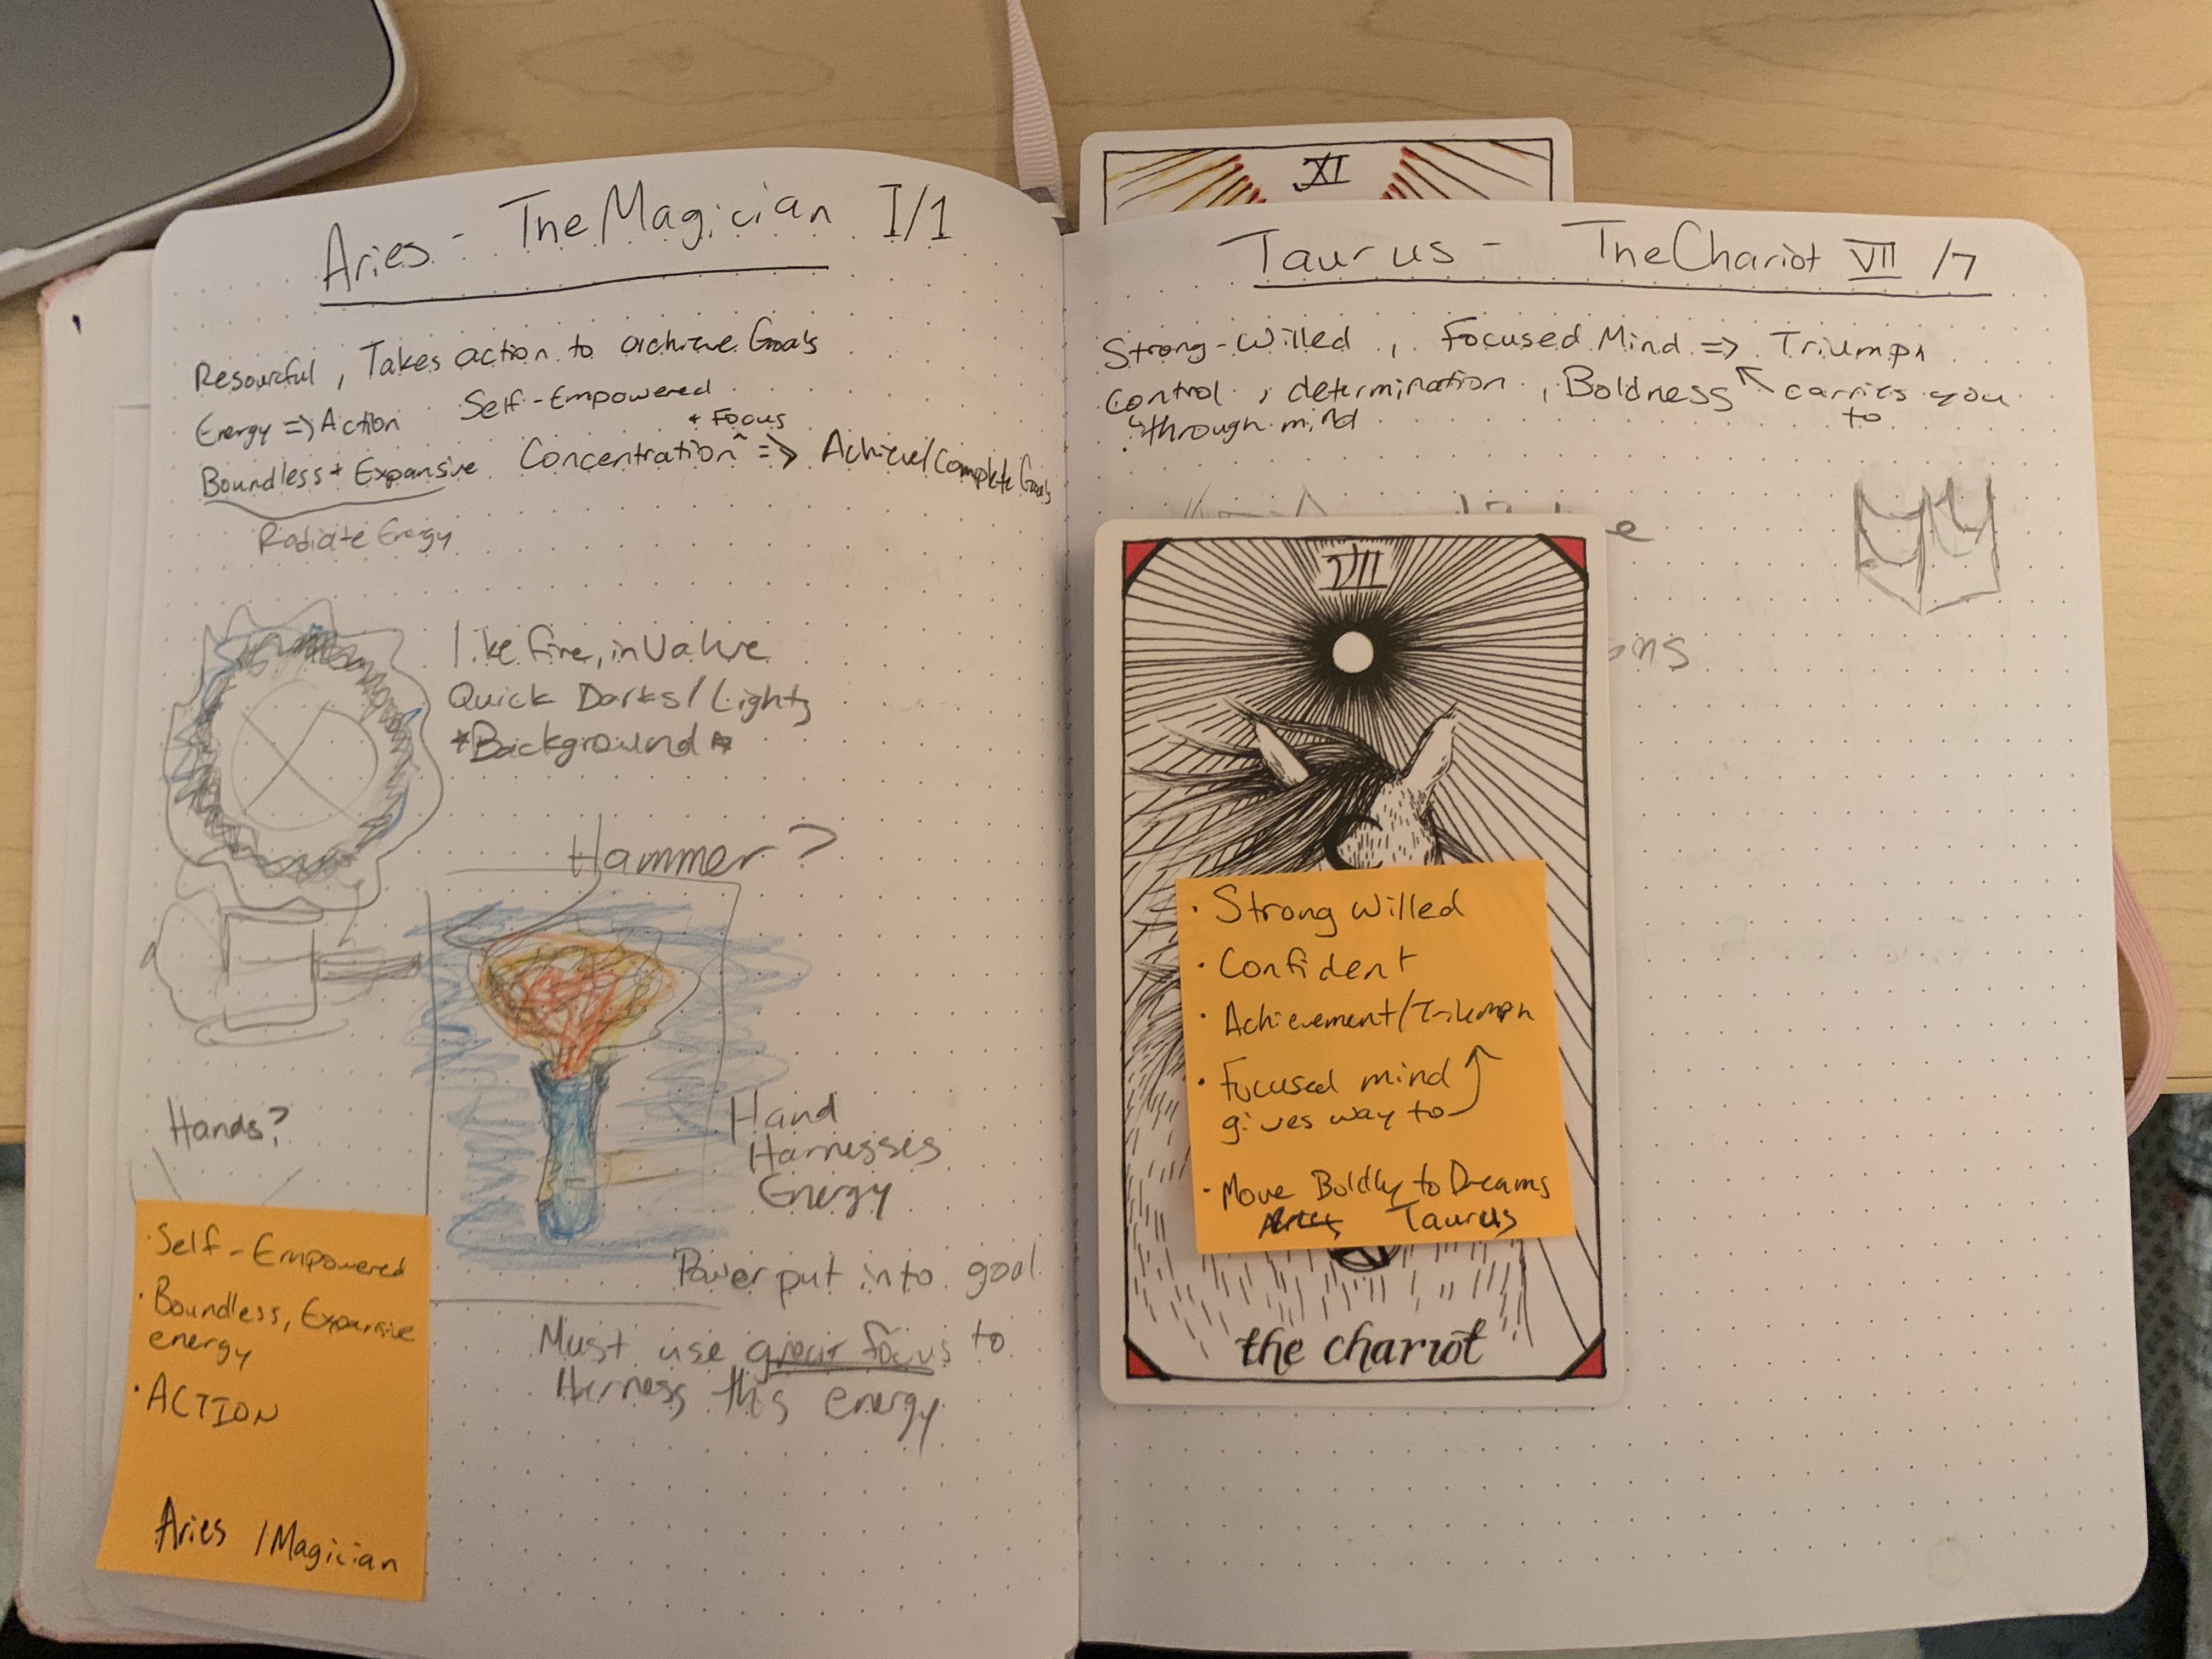 Aries - The Magician I/1
Resourcful, Takes action to achieve Goals
Energy => Action Self-Empowered
+ Focus
Boundless + Expansive Concentration ^ => Achieve/Complete Goals
Radiate Energy
like fire, in Value
Quick Darks/Lights
*Background*
Hammer?
Hands?
Hand
Harnesses
Energy
Power put into goal
Must use great focus to
Harness this energy
· Self-Empowered
· Boundless, Expansive
energy
· ACTION
Aries / Magician
XI
Taurus - The Chariot VII /7
Strong-Willed, Focused Mind => Triumph
Control, determination, Boldness carries you
through mind to
VII
· Strong Willed
· Confident
· Achievement/Triumph
· Focused mind
gives way to
· Move Boldly to Dreams
Aries Taurus
the chariot